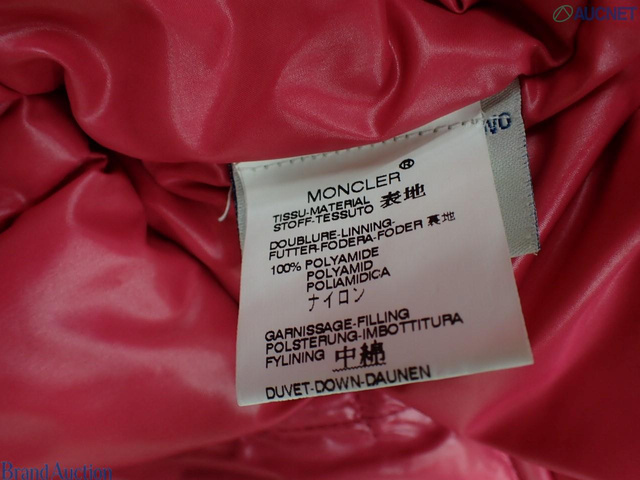 AUCNET
NO
MONCLER®
TISSU-MATERIAL
STOFF-TESSUTO 表地
DOUBLURE-LINNING-
FUTTER-FODERA-FODER 裏地
100% POLYAMIDE
POLYAMID
POLIAMIDICA
ナイロン
GARNISSAGE-FILLING
POLSTERUNG-IMBOTTITURA
FYLINING 中綿
DUVET-DOWN-DAUNEN
Brand Auction